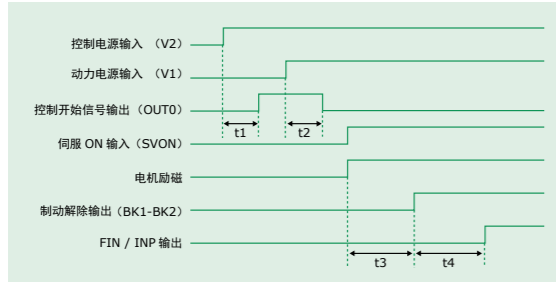 控制电源输入 （V2）
动力电源输入 （V1）
控制开始信号输出（OUT0）
t1
t2
伺服 ON 输入（SVON）
电机励磁
制动解除输出（BK1-BK2）
FIN / INP 输出
t3
t4